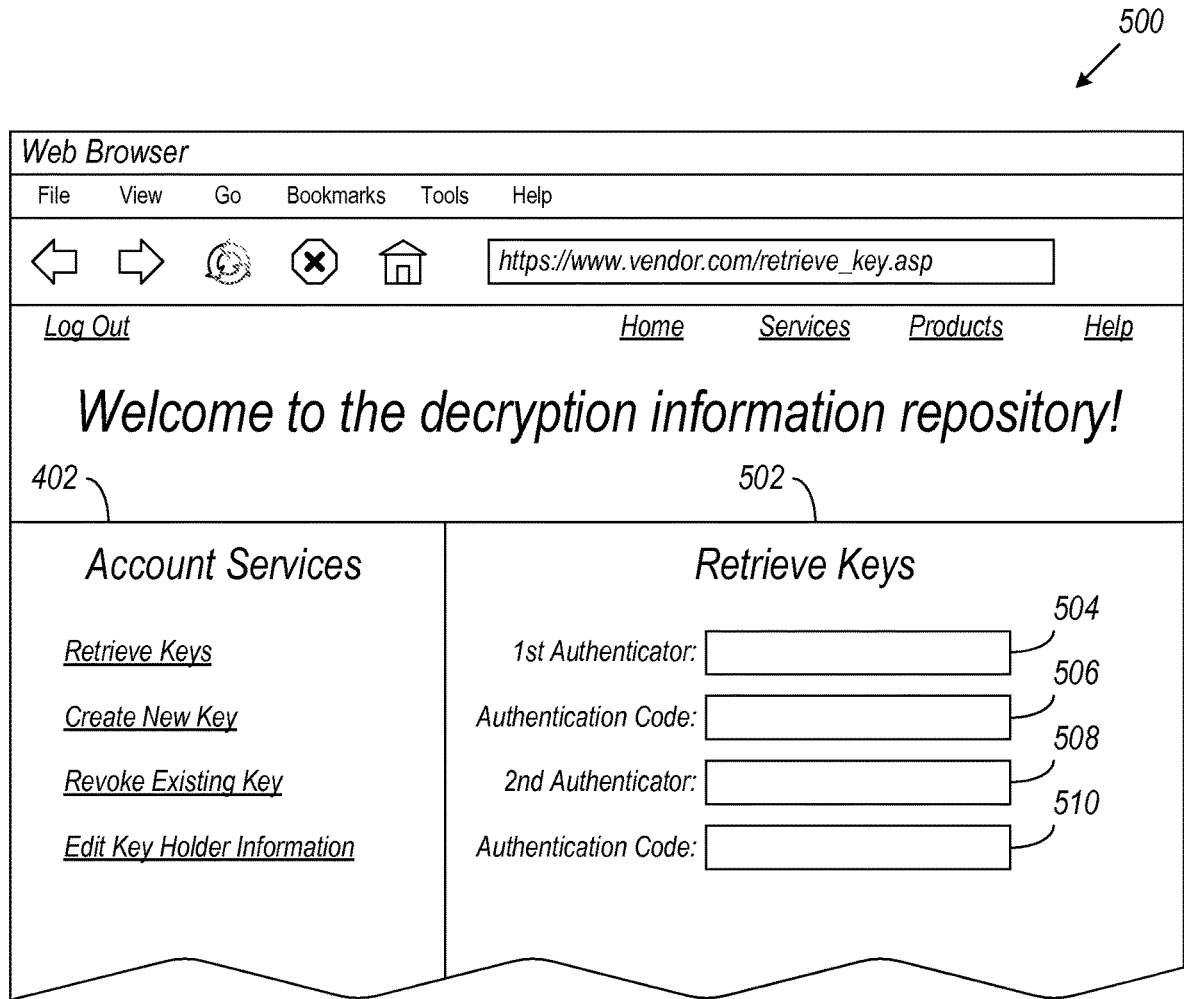 500
Web Browser
File View Go Bookmarks Tools Help
https://www.vendor.com/retrieve_key.asp
Log Out Home Services Products Help
Welcome to the decryption information repository!
402 502
Account Services
Retrieve Keys
Create New Key
Revoke Existing Key
Edit Key Holder Information
Retrieve Keys
504
1st Authenticator:
506
Authentication Code:
508
2nd Authenticator:
510
Authentication Code: